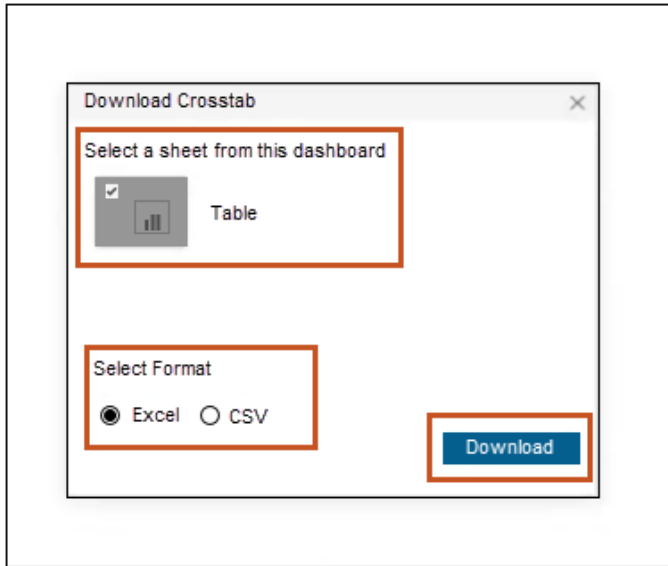 Download Crosstab
Select a sheet from this dashboard
Table
Select Format
Excel CSV
Download